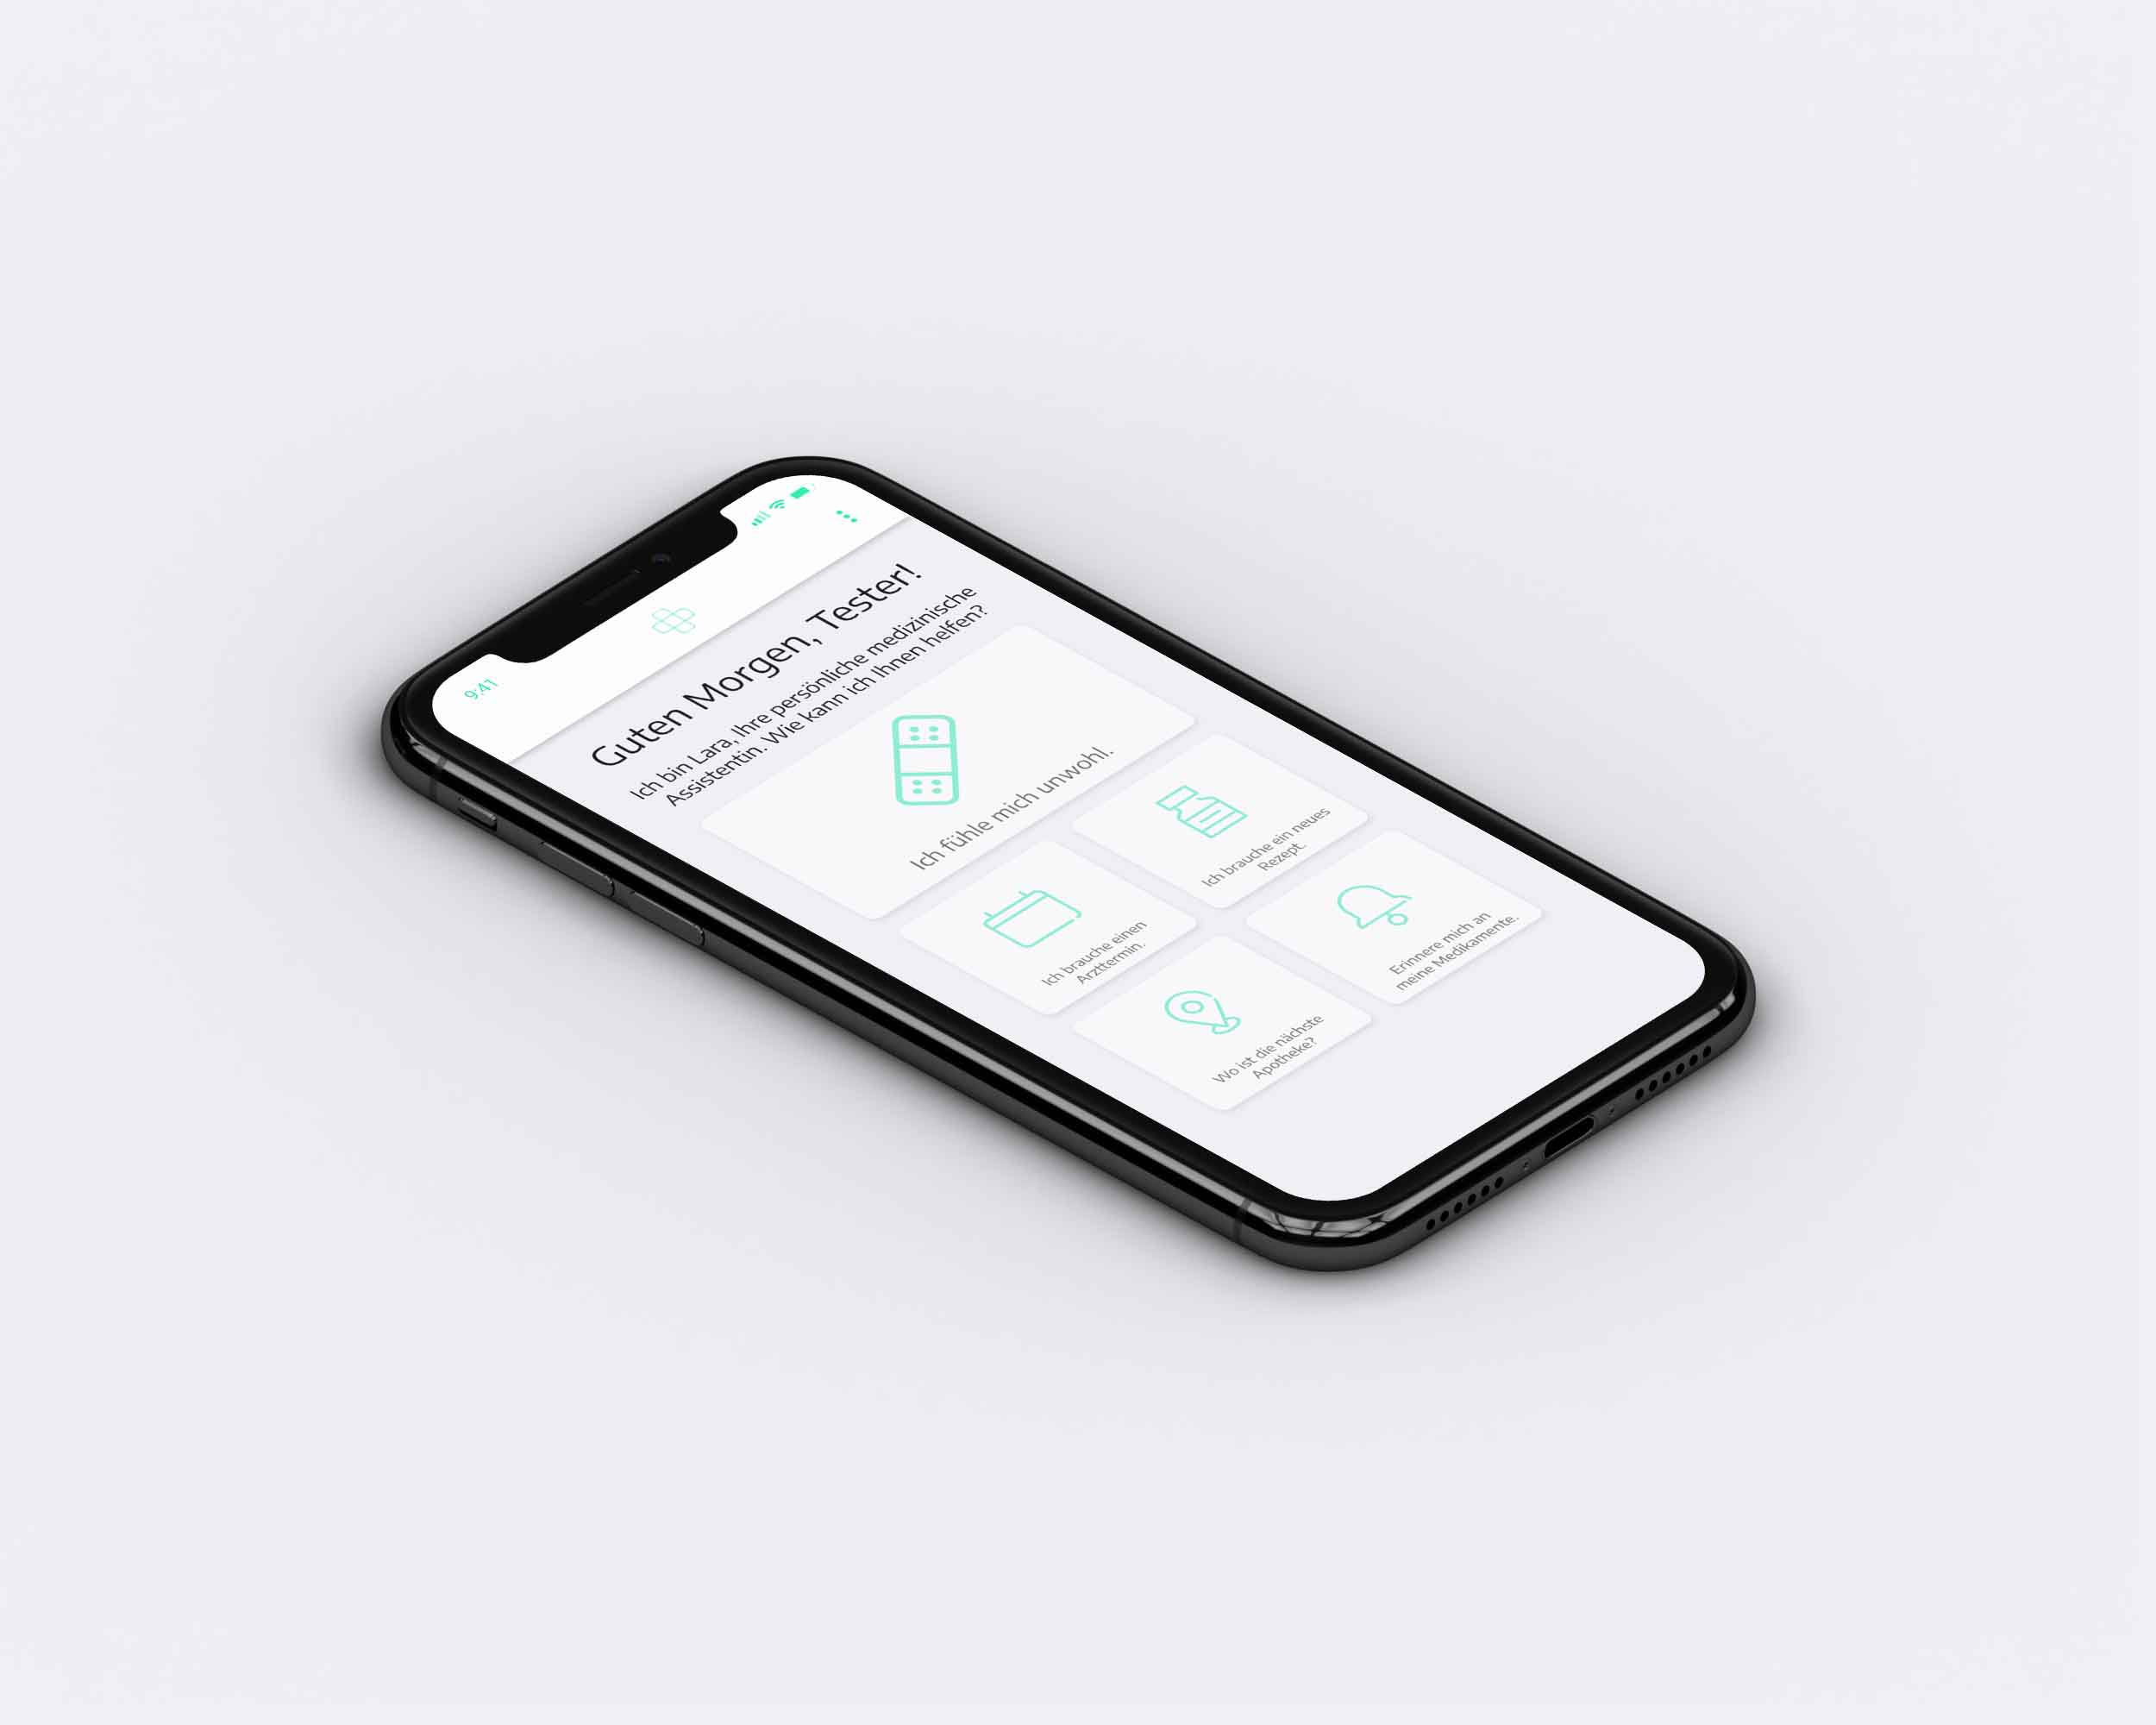 9:41
Guten Morgen, Tester!
Ich bin Lara, Ihre persönliche medizinische
Assistentin. Wie kann ich Ihnen helfen?
Ich fühle mich unwohl.
Ich brauche einen
Arzttermin.
Ich brauche ein neues
Rezept.
Wo ist die nächste
Apotheke?
Erinnere mich an
meine Medikamente.